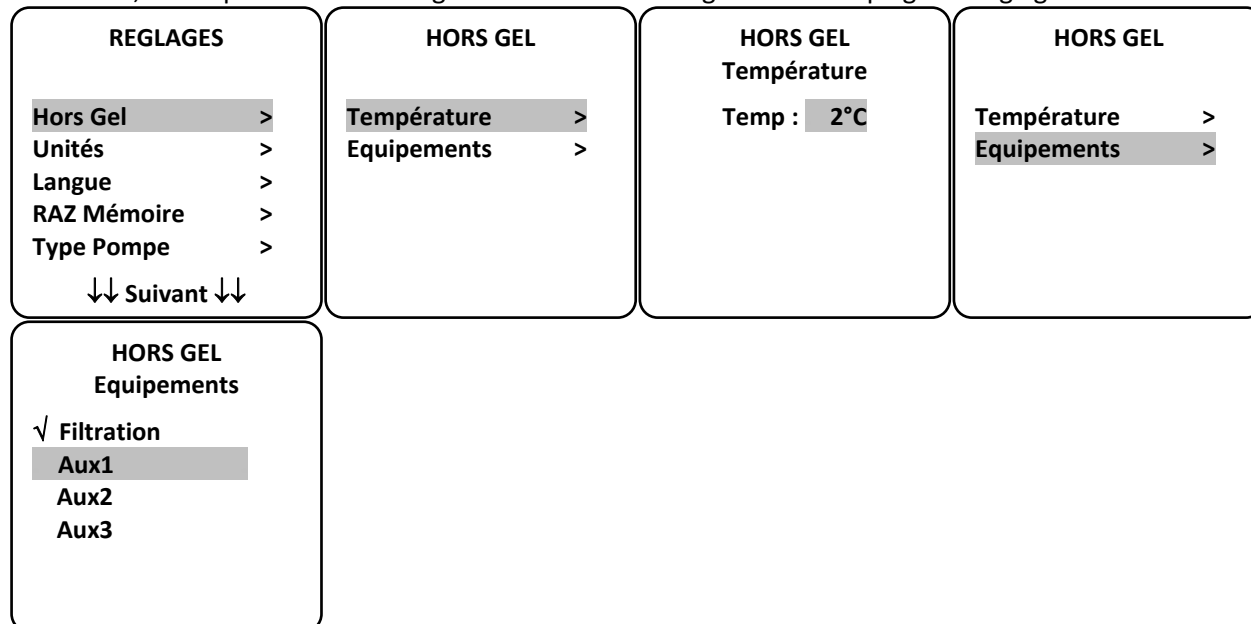 REGLAGES
Hors Gel >
Unités >
Langue >
RAZ Mémoire >
Type Pompe >
↓↓ Suivant ↓↓
HORS GEL
Température >
Equipements >
HORS GEL
Température
Temp : 2°C
HORS GEL
Température >
Equipements >
HORS GEL
Equipements
√ Filtration
Aux1
Aux2
Aux3